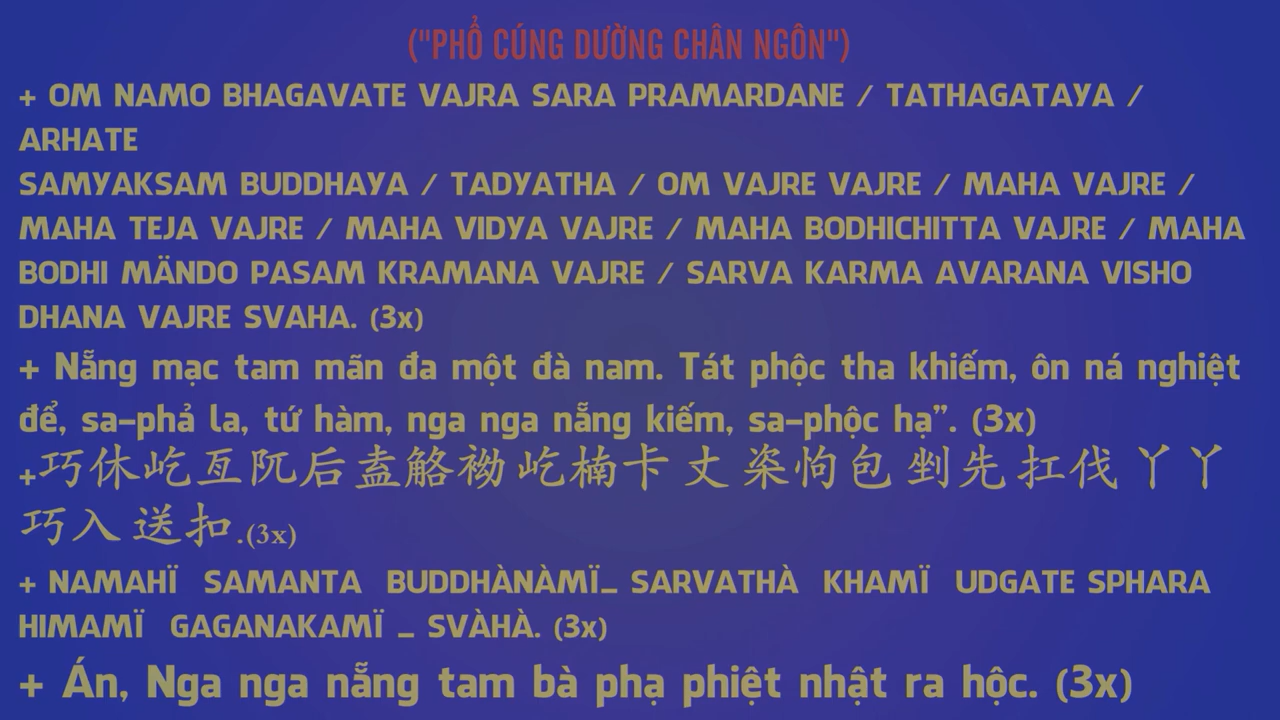 ("PHỔ CÚNG DƯỜNG CHÂN NGÔN")
+ OM NAMO BHAGAVATE VAJRA SARA PRAMARDANE / TATHAGATAYA /
ARHATE
SAMYAKSAM BUDDHAYA / TADYATHA / OM VAJRE VAJRE / MAHA VAJRE /
MAHA TEJA VAJRE / MAHA VIDYA VAJRE / MAHA BODHICHITTA VAJRE / MAHA
BODHI MÄNDO PASAM KRAMANA VAJRE / SARVA KARMA AVARANA VISHO
DHANA VAJRE SVAHA. (3x)
+ Nẵng mạc tam mãn đa một đà nam. Tát phộc tha khiếm, ôn ná nghiệt
để, sa-phả la, tứ hàm, nga nga nẵng kiếm, sa-phộc hạ”. (3x)
+巧休屹亙阢后盍觡袎屹楠卡丈 姿恦包 剉先扛伐 丫丫
巧入送扣.(3x)
+ NAMAHÏ SAMANTA BUDDHÀNÀMÏ_ SARVATHÀ KHAMÏ UDGATE SPHARA
HIMAMÏ GAGANAKAMÏ _ SVÀHÀ. (3x)
+ Án, Nga nga nẵng tam bà phạ phiệt nhật ra hộc. (3x)